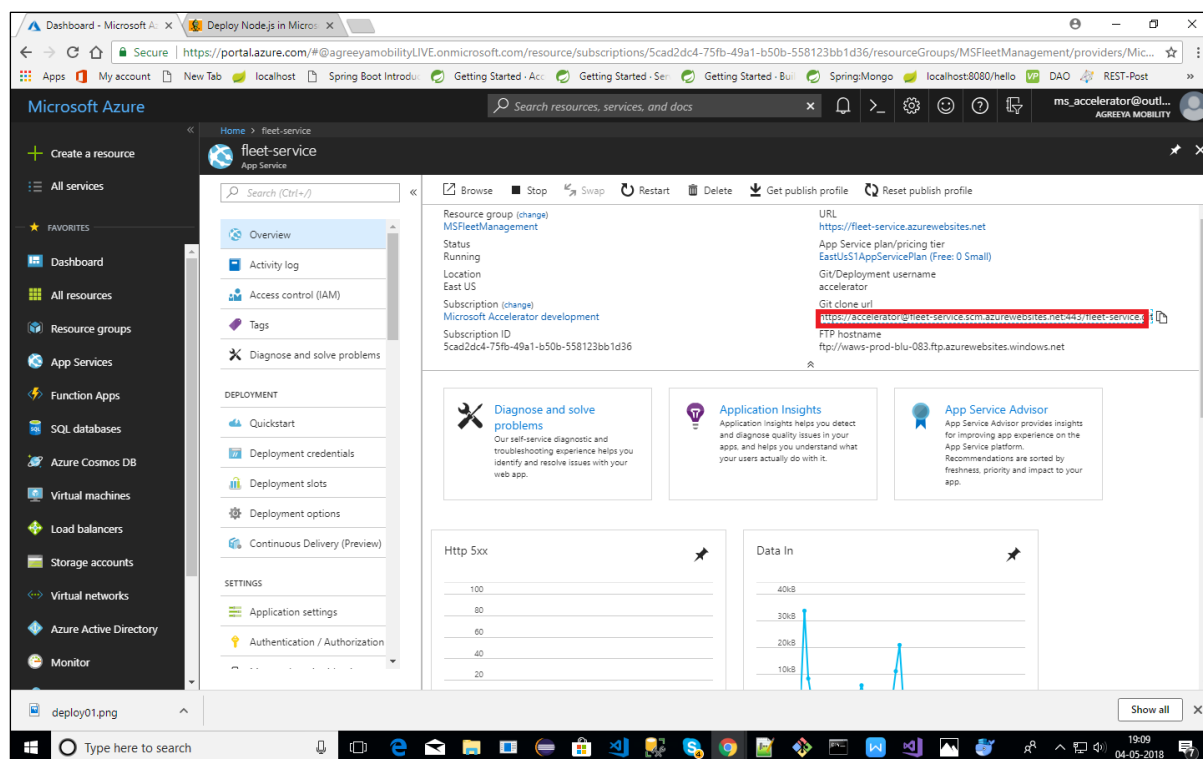 Dashboard - Microsoft A
Deploy Node.js in Micros
Secure https://portal.azure.com/#@agreeyamobilityLIVE.onmicrosoft.com/resource/subscriptions/5cad2dc4-75fb-49a1-b50b-558123bb1d36/resourceGroups/MSFleetManagement/providers/Mic...
Apps My account New Tab localhost Spring Boot Introdu Getting Started · Acc Getting Started · Ser Getting Started · Buil Spring:Mongo localhost:8080/hello VP DAO REST-Post »
Microsoft Azure
Search resources, services, and docs
ms_accelerator@outl...
AGREEYA MOBILITY
Home > fleet-service
fleet-service
App Service
Create a resource
All services
FAVORITES
Dashboard
All resources
Resource groups
App Services
Function Apps
SQL databases
Azure Cosmos DB
Virtual machines
Load balancers
Storage accounts
Virtual networks
Azure Active Directory
Monitor
Search (Ctrl+/)
Overview
Activity log
Access control (IAM)
Tags
Diagnose and solve problems
DEPLOYMENT
Quickstart
Deployment credentials
Deployment slots
Deployment options
Continuous Delivery (Preview)
SETTINGS
Application settings
Authentication / Authorization
Browse Stop Swap Restart Delete Get publish profile Reset publish profile
Resource group (change)
MSFleetManagement
Status
Running
Location
East US
Subscription (change)
Microsoft Accelerator development
Subscription ID
5cad2dc4-75fb-49a1-b50b-558123bb1d36
URL
https://fleet-service.azurewebsites.net
App Service plan/pricing tier
EastUsS1AppServicePlan (Free: 0 Small)
Git/Deployment username
accelerator
Git clone url
https://accelerator@fleet-service.scm.azurewebsites.net:443/fleet-service.
FTP hostname
ftp://waws-prod-blu-083.ftp.azurewebsites.windows.net
Diagnose and solve
problems
Our self-service diagnostic and
troubleshooting experience helps you
identify and resolve issues with your
web app.
Application Insights
Application Insights helps you detect
and diagnose quality issues in your
apps, and helps you understand what
your users actually do with it.
App Service Advisor
App Service Advisor provides insights
for improving app experience on the
App Service platform.
Recommendations are sorted by
freshness, priority and impact to your
app.
Http 5xx
100
80
60
40
20
Data In
40kB
30kB
20kB
10kB
deploy01.png
Show all
Type here to search
19:09
04-05-2018